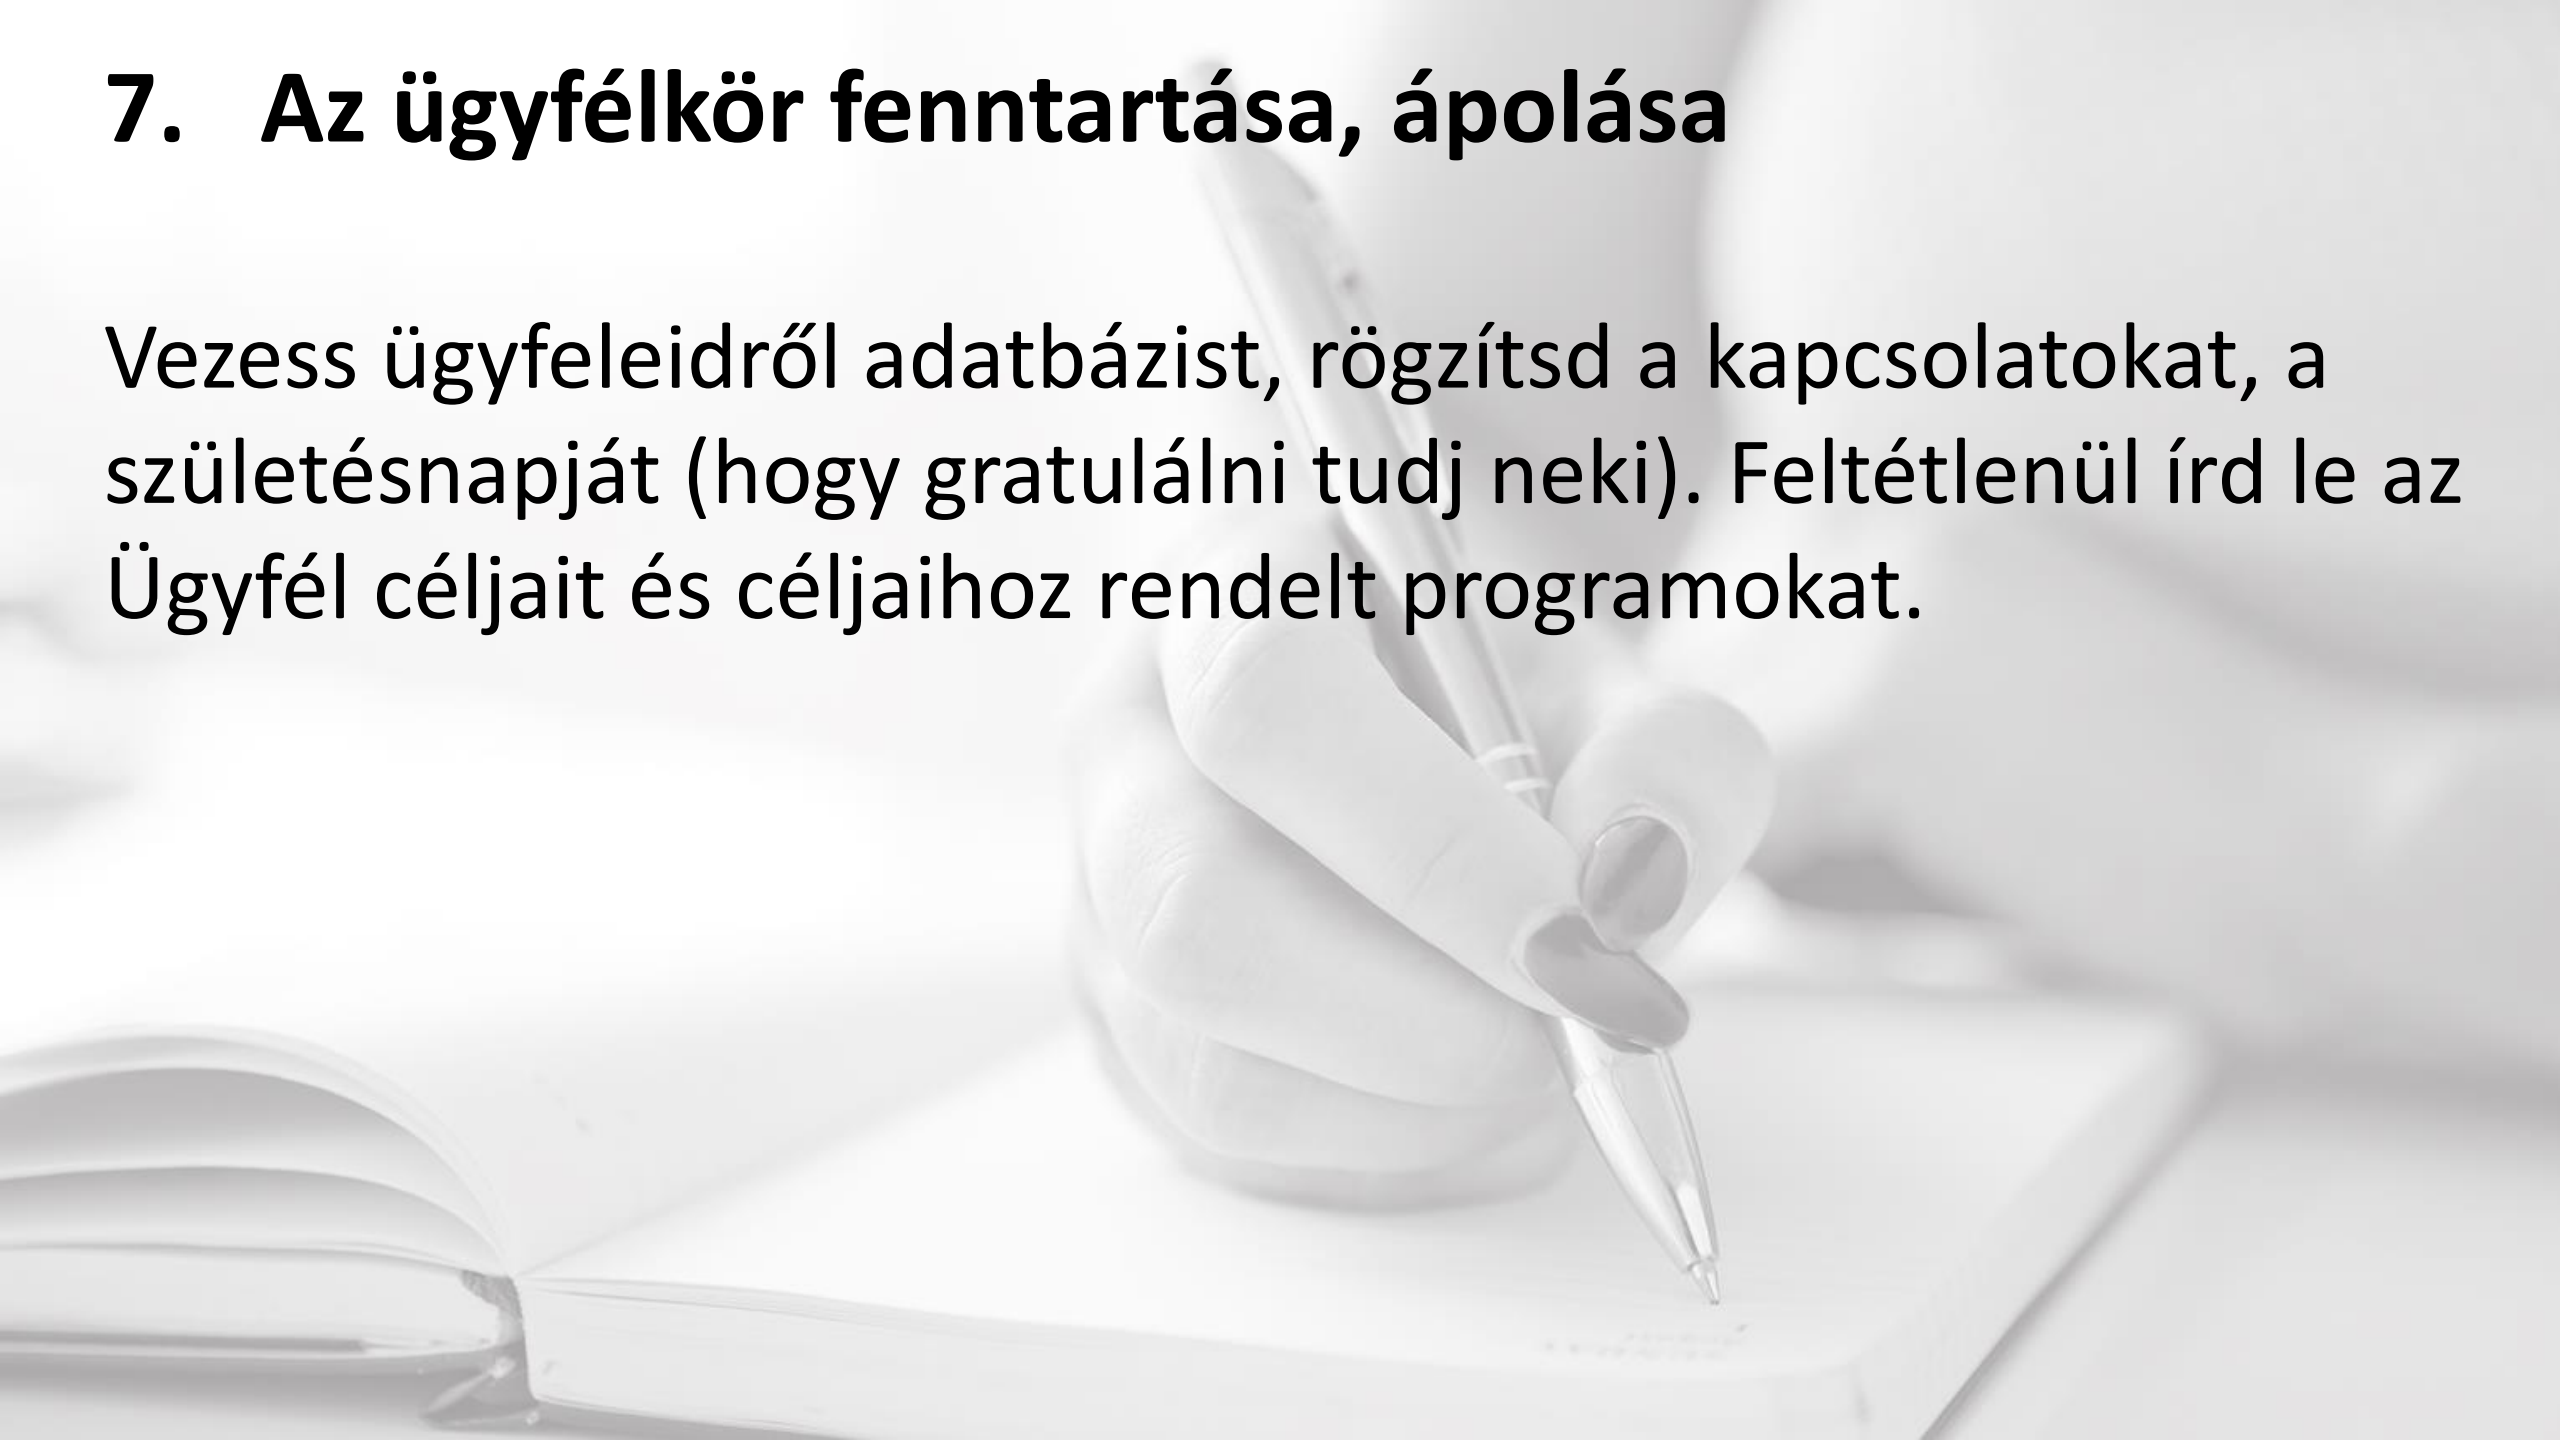 7. Az ügyfélkör fenntartása, ápolása
Vezess ügyfeleidről adatbázist, rögzítsd a kapcsolatokat, a
születésnapját (hogy gratulálni tudj neki). Feltétlenül írd le az
Ügyfél céljait és céljaihoz rendelt programokat.